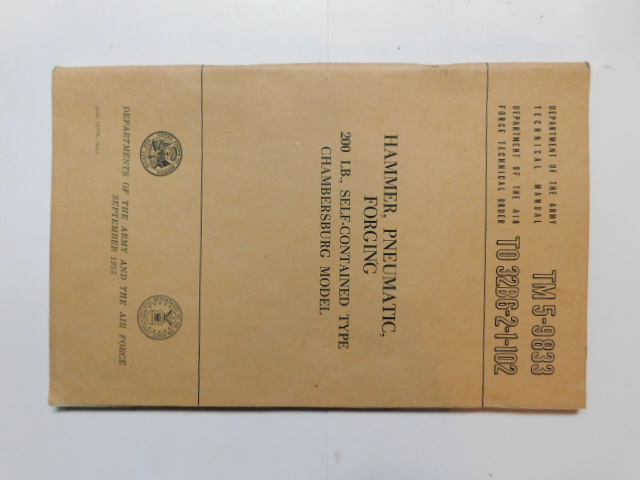 DEPARTMENT OF THE ARMY
TECHNICAL MANUAL
TM 5-9833
DEPARTMENT OF THE AIR
FORCE TECHNICAL ORDER
TO 32B6-2-1-102
HAMMER, PNEUMATIC,
FORGING
200 LB., SELF-CONTAINED TYPE
CHAMBERSBURG MODEL
DEPARTMENTS OF THE ARMY AND THE AIR FORCE
SEPTEMBER 1955